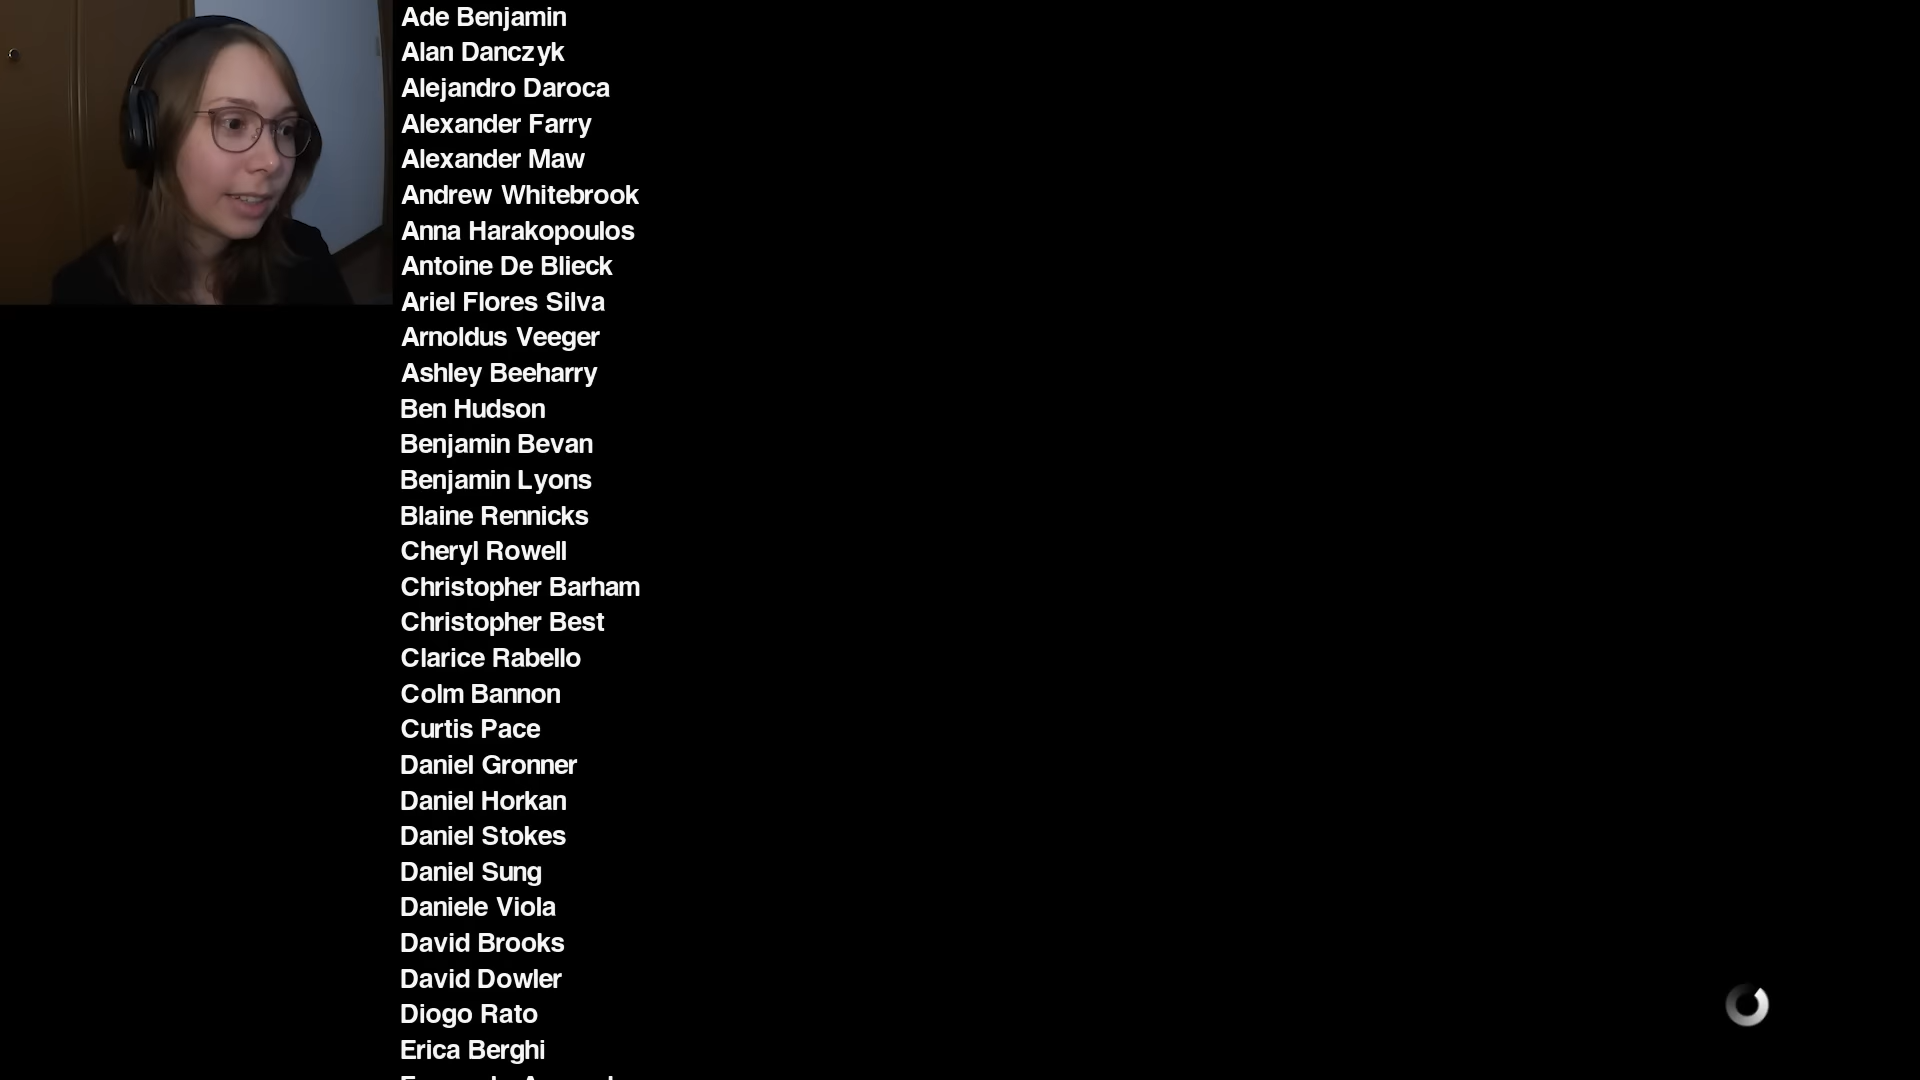 Ade Benjamin
Alan Danczyk
Alejandro Daroca
Alexander Farry
Alexander Maw
Andrew Whitebrook
Anna Harakopoulos
Antoine De Blieck
Ariel Flores Silva
Arnoldus Veeger
Ashley Beeharry
Ben Hudson
Benjamin Bevan
Benjamin Lyons
Blaine Rennicks
Cheryl Rowell
Christopher Barham
Christopher Best
Clarice Rabello
Colm Bannon
Curtis Pace
Daniel Gronner
Daniel Horkan
Daniel Stokes
Daniel Sung
Daniele Viola
David Brooks
David Dowler
Diogo Rato
Erica Berghi